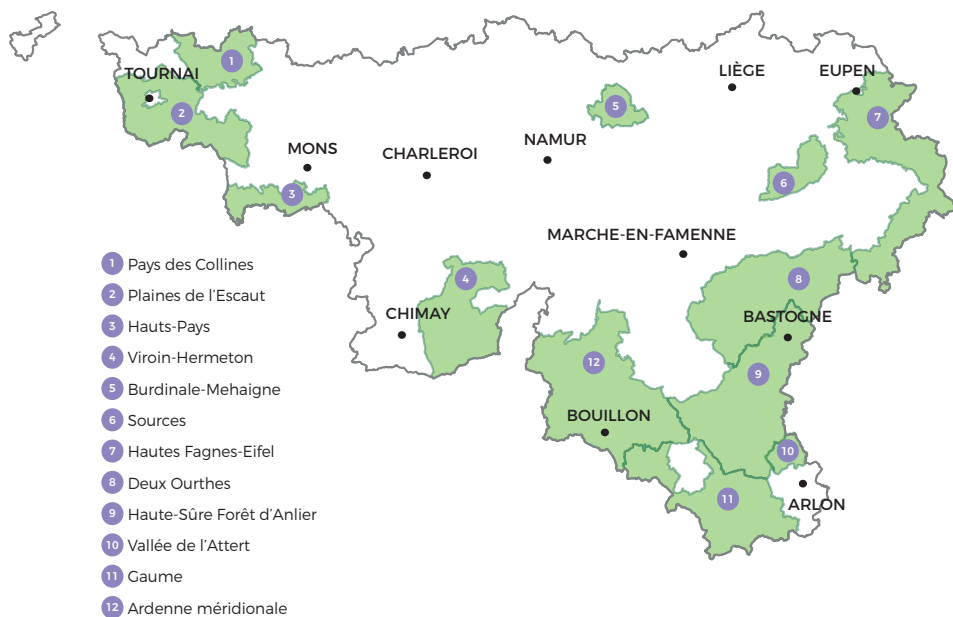 1
TOURNAI
LIÈGE
EUPEN
2
5
7
MONS
CHARLEROI
NAMUR
3
6
MARCHE-EN-FAMENNE
4
8
CHIMAY
BASTOGNE
12
9
BOUILLON
10
11
ARLON
1 Pays des Collines
2 Plaines de l'Escaut
3 Hauts-Pays
4 Viroin-Hermeton
5 Burdinale-Mehaigne
6 Sources
7 Hautes Fagnes-Eifel
8 Deux Ourthes
9 Haute-Sûre Forêt d'Anlier
10 Vallée de l'Attert
11 Gaume
12 Ardenne méridionale